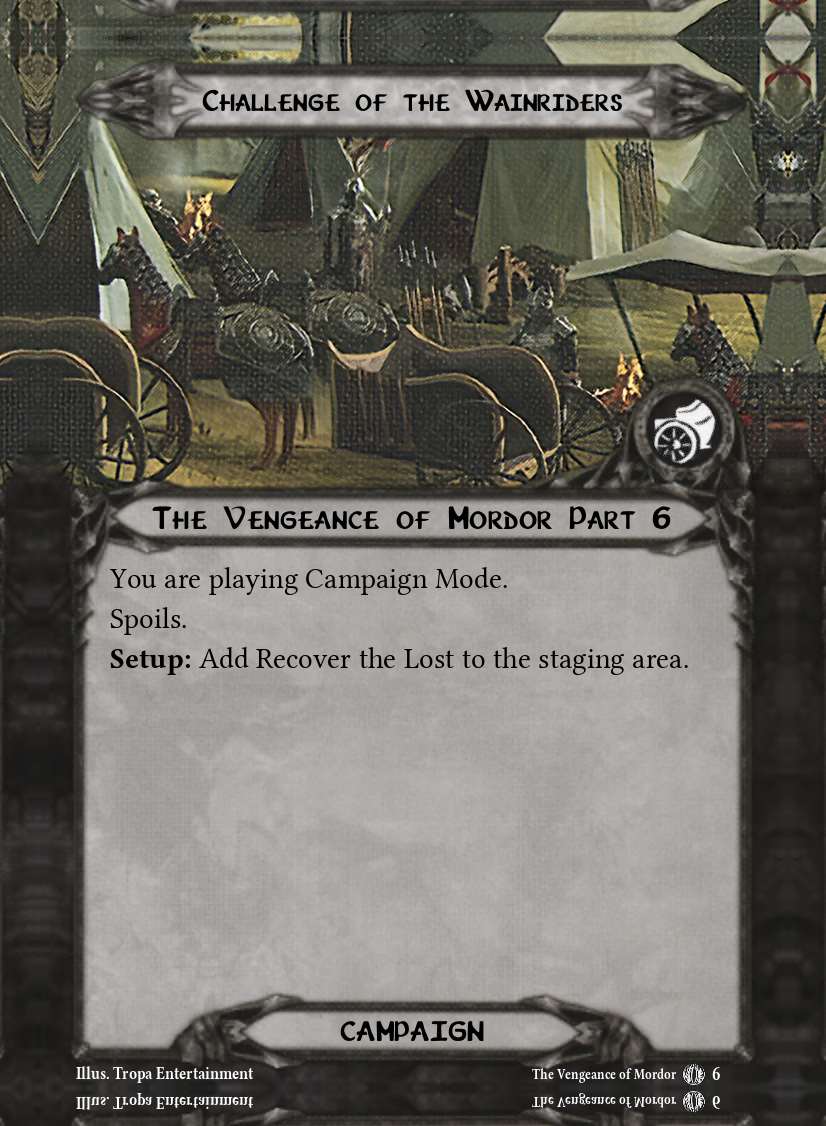 Challenge of the Wainriders
The Vengeance of Mordor Part 6
You are playing Campaign Mode.
Spoils.
Setup: Add Recover the Lost to the staging area.
CAMPAIGN
Illus. Tropa Entertainment
The Vengeance of Mordor 6
Illus. Tropa Entertainment
The Vengeance of Mordor 6